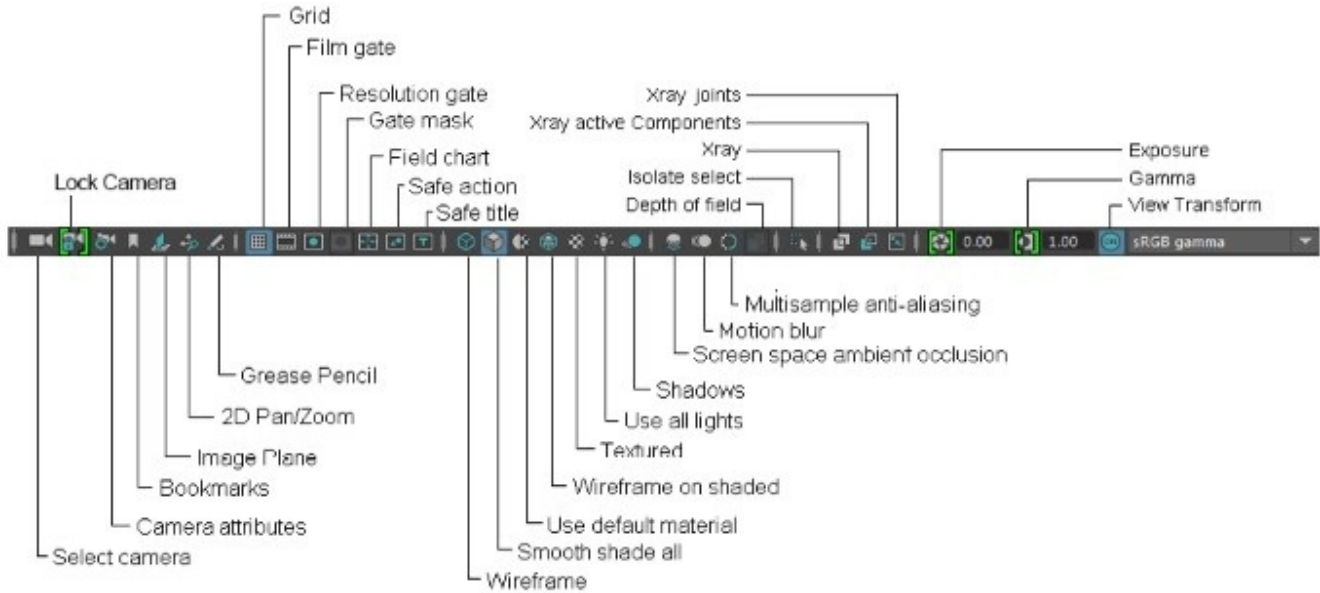 Grid
Film gate
Resolution gate
Gate mask
Field chart
Safe action
Safe title
Lock Camera
Xray joints
Xray active Components
Xray
Isolate select
Depth of field
Exposure
Gamma
View Transform
0.00
1.00
ON
sRGB gamma
Multisample anti-aliasing
Motion blur
Screen space ambient occlusion
Shadows
Use all lights
Textured
Wireframe on shaded
Use default material
Smooth shade all
Wireframe
Grease Pencil
2D Pan/Zoom
Image Plane
Bookmarks
Camera attributes
Select camera